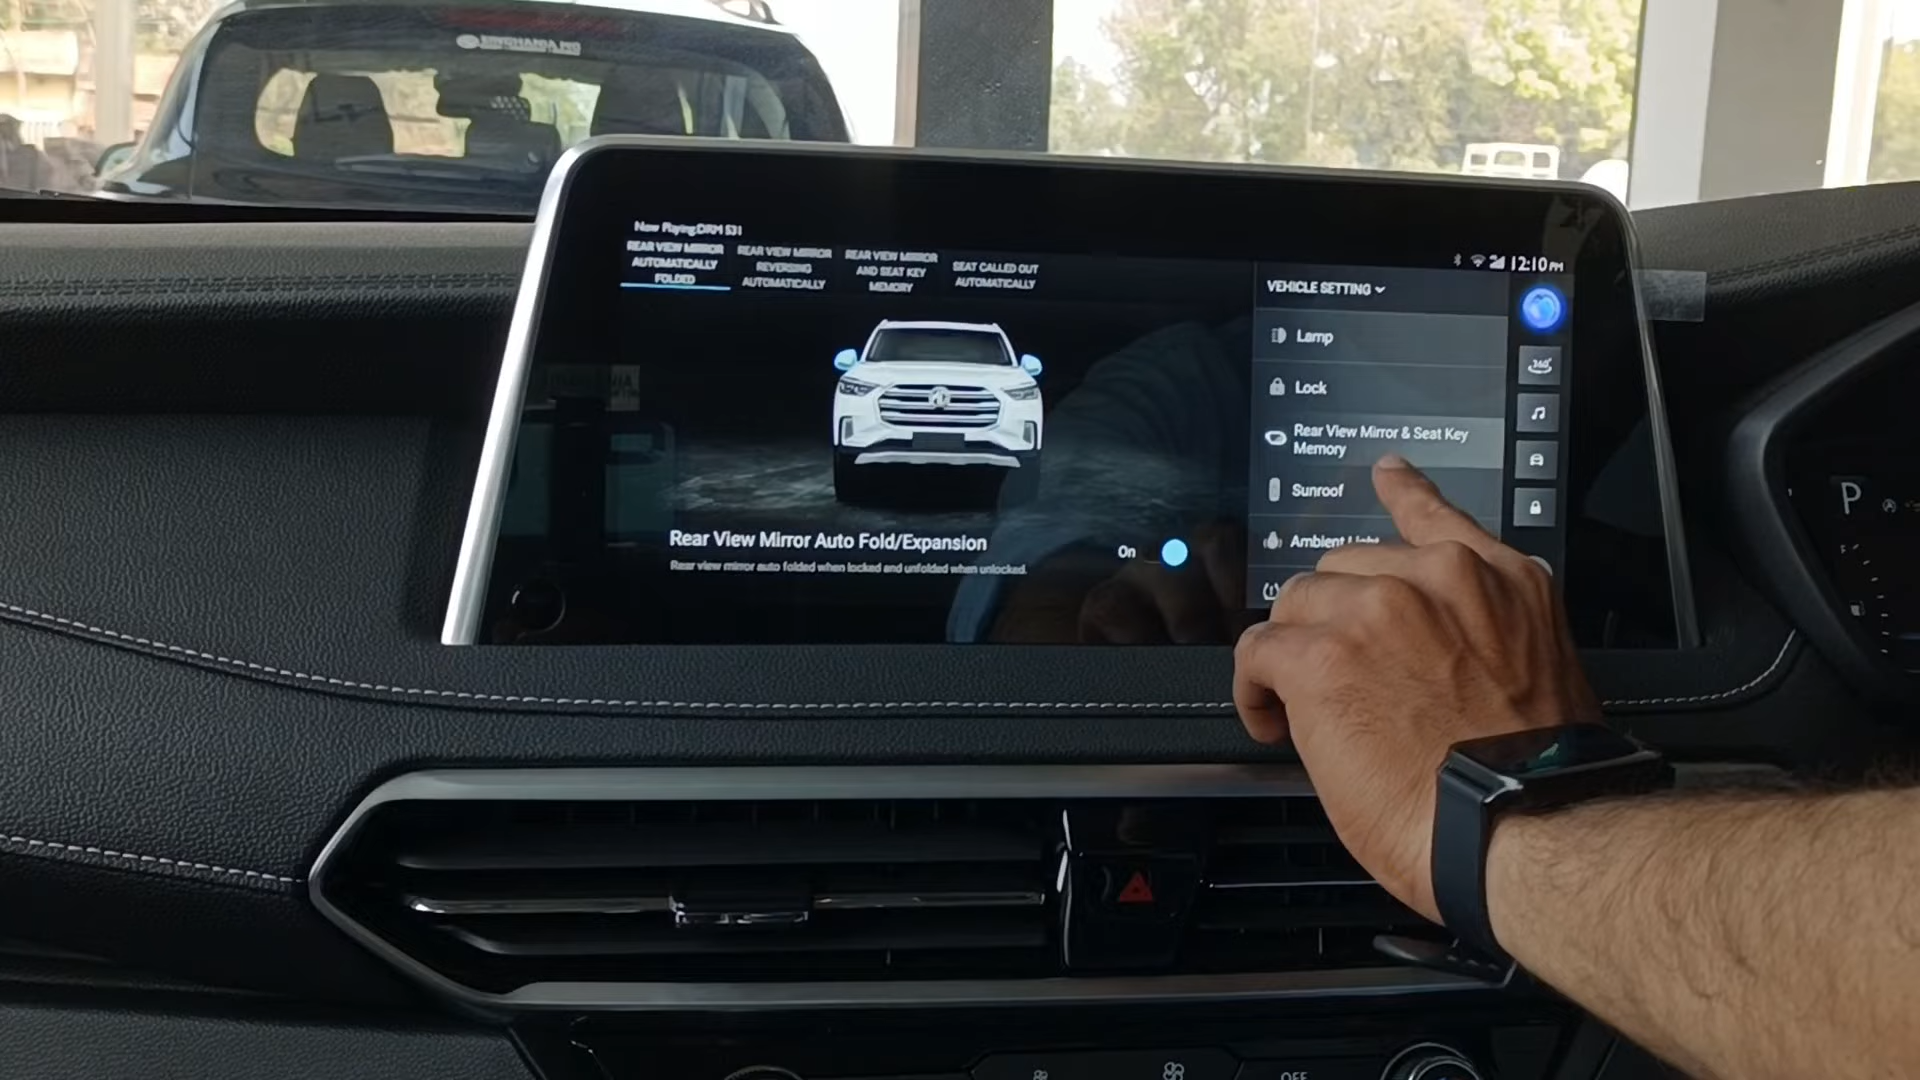 Now Playing:DRM 531
REAR VIEW MIRROR
AUTOMATICALLY
FOLDED
REAR VIEW MIRROR
REVERSING
AUTOMATICALLY
REAR VIEW MIRROR
AND SEAT KEY
MEMORY
SEAT CALLED OUT
AUTOMATICALLY
12:10 PM
VEHICLE SETTING
Lamp
360°
Lock
Rear View Mirror & Seat Key
Memory
Sunroof
Ambient Light
Rear View Mirror Auto Fold/Expansion
On
Rear view mirror auto folded when locked and unfolded when unlocked.
P
OFF